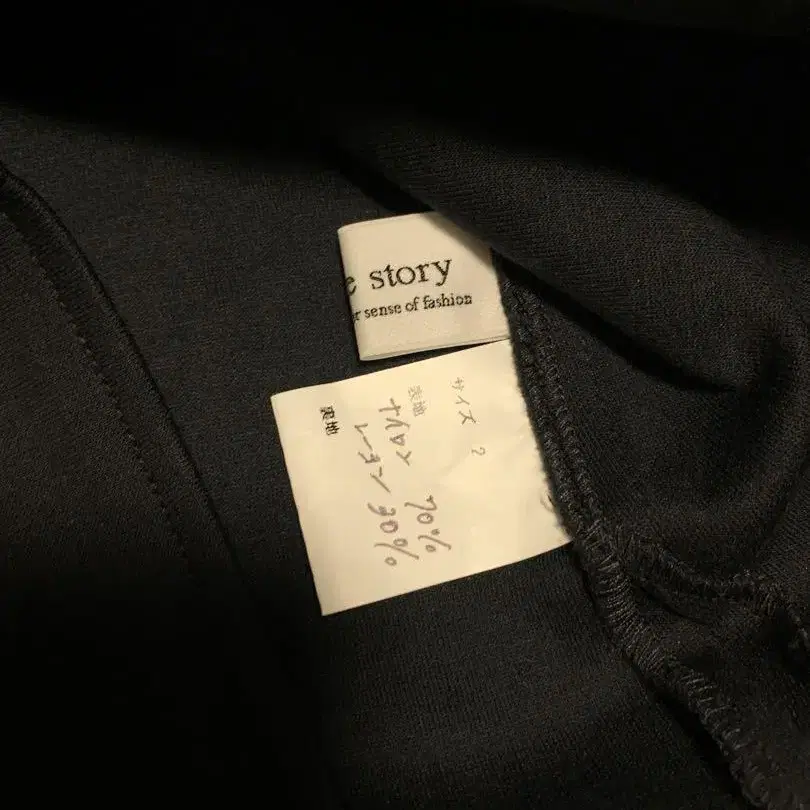 e story
r sense of fashion
サイズ 2
表地
ナイロン 70%
レーヨン 30%
裏地